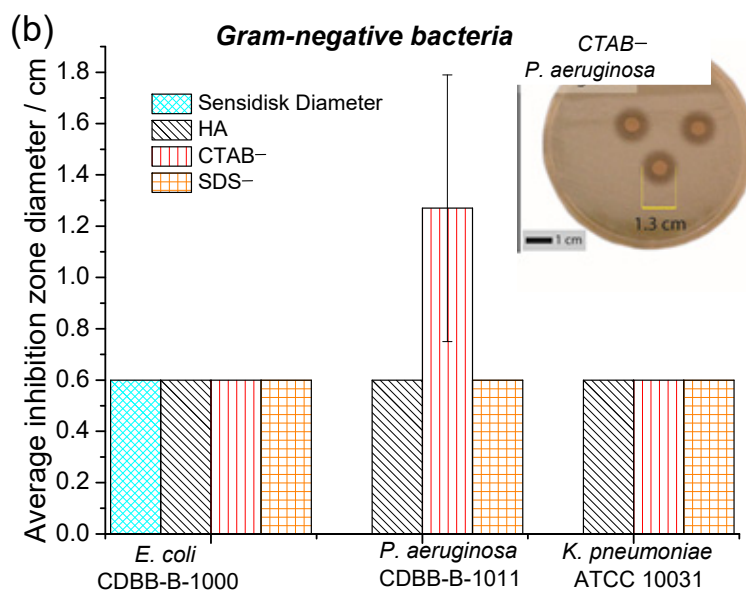 (b)
Gram-negative bacteria
CTAB–
P. aeruginosa
Sensidisk Diameter
HA
CTAB–
SDS–
1.3 cm
1 cm
Average inhibition zone diameter / cm
1.8
1.6
1.4
1.2
1.0
0.8
0.6
0.4
0.2
0.0
E. coli
CDBB-B-1000
P. aeruginosa
CDBB-B-1011
K. pneumoniae
ATCC 10031